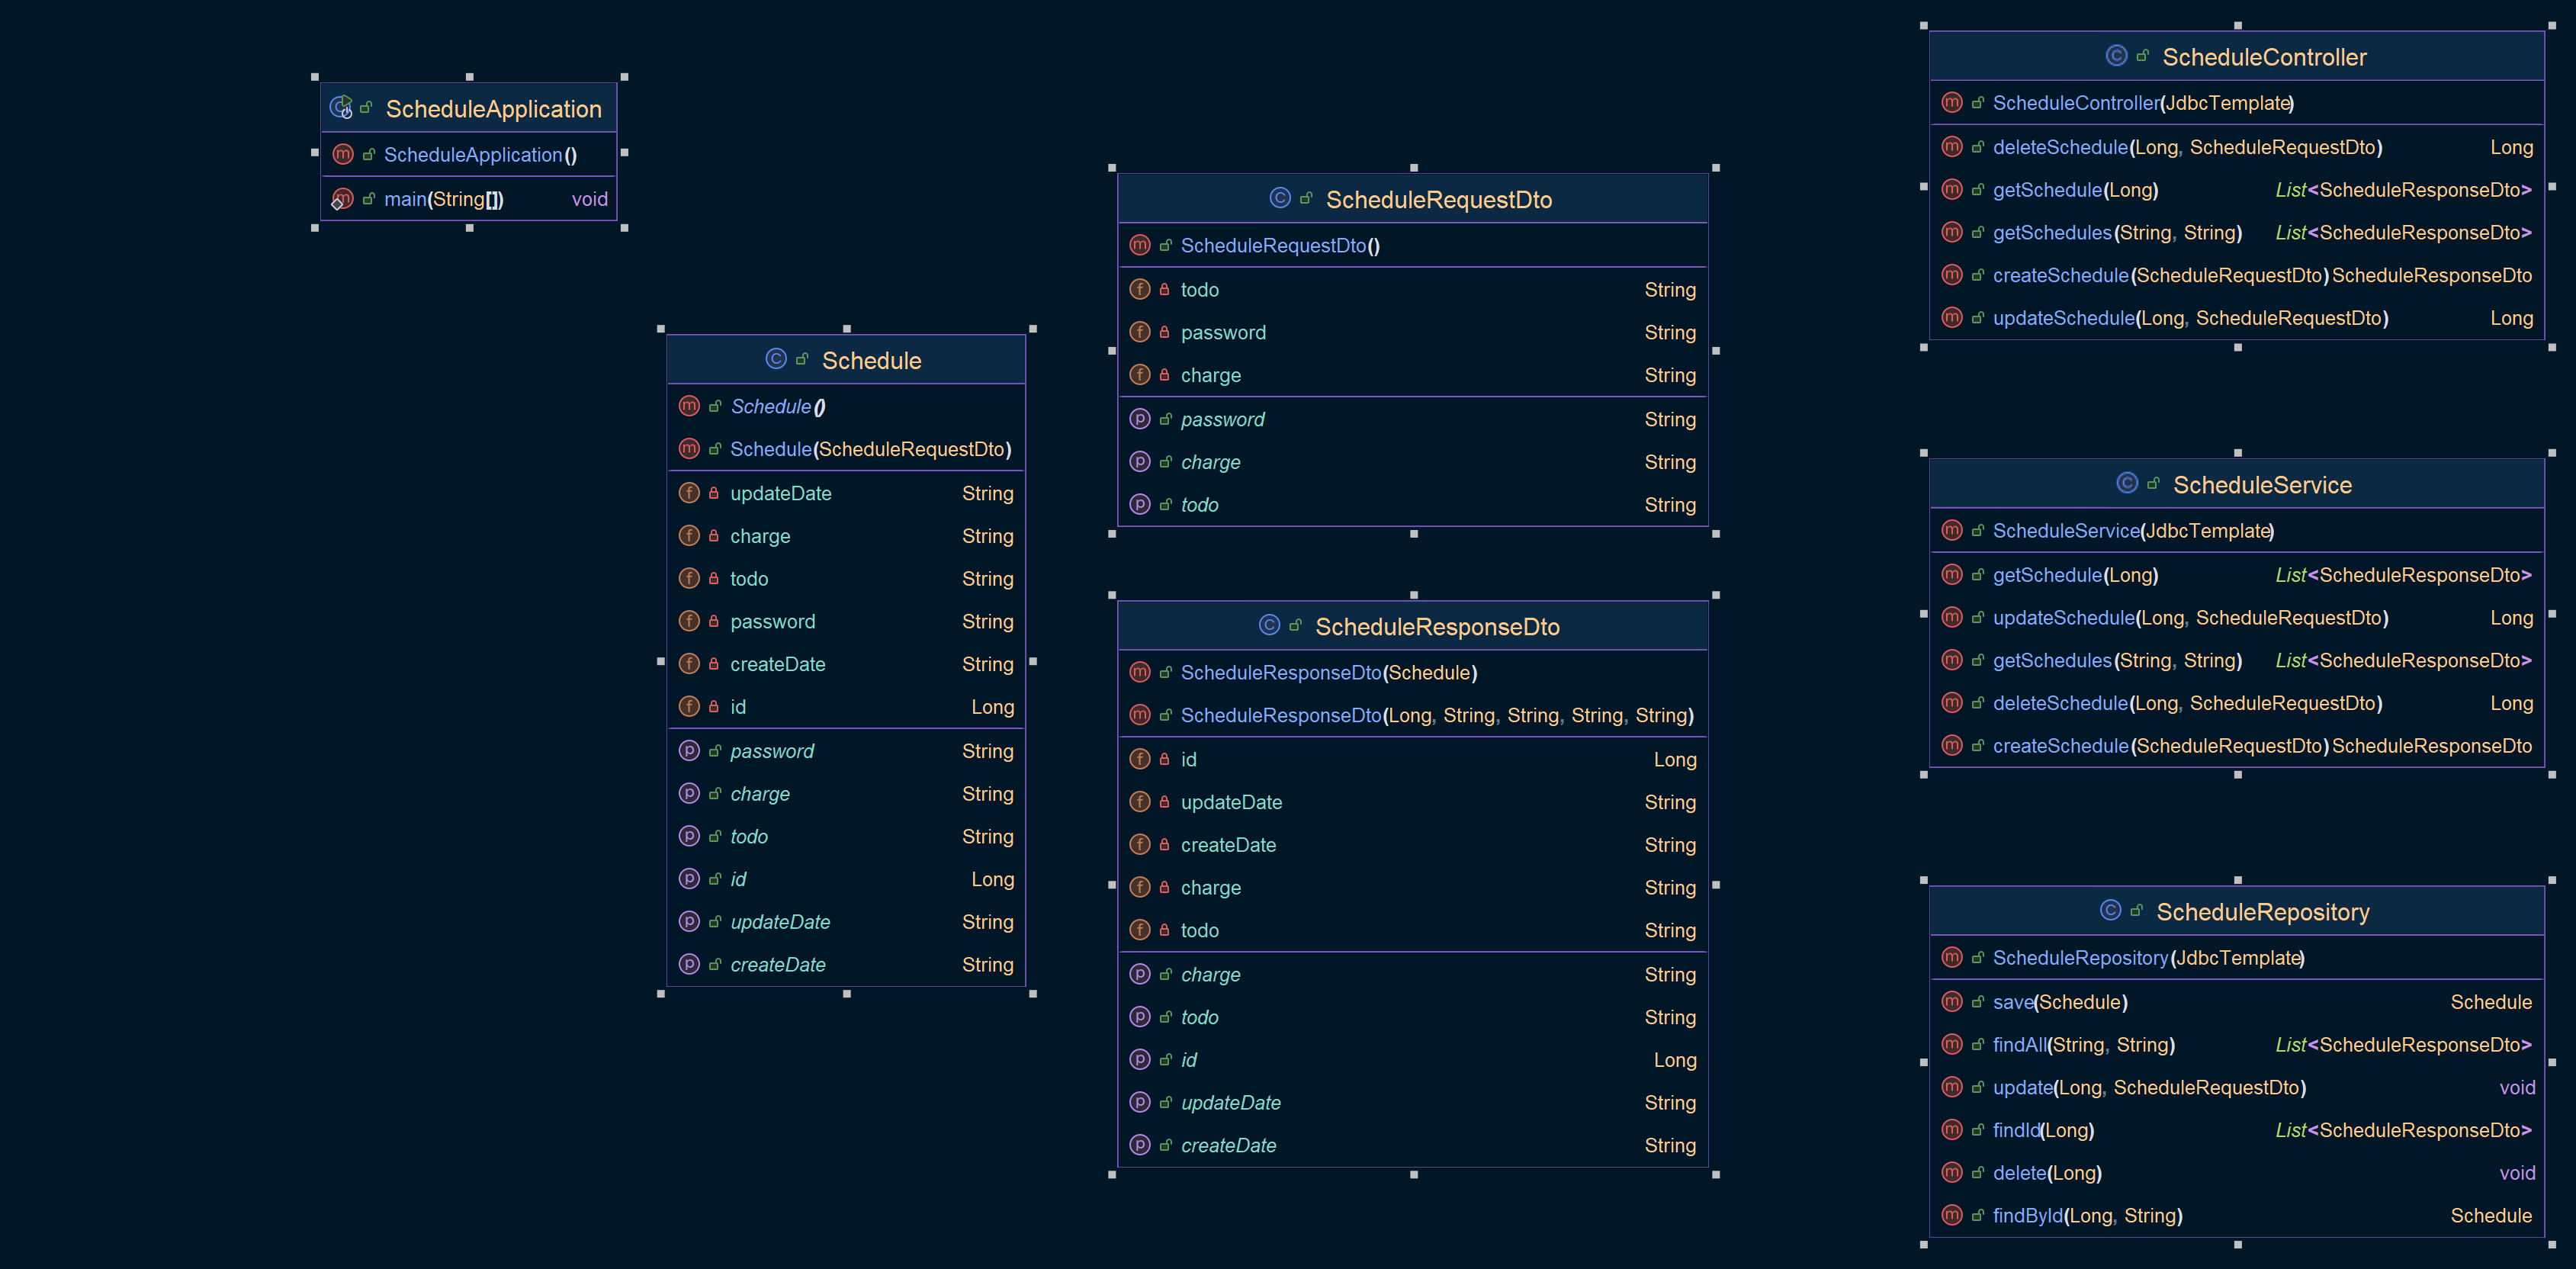 ScheduleApplication
ScheduleApplication()
main(String[]) void
Schedule
Schedule()
Schedule(ScheduleRequestDto)
updateDate String
charge String
todo String
password String
createDate String
id Long
password String
charge String
todo String
id Long
updateDate String
createDate String
ScheduleRequestDto
ScheduleRequestDto()
todo String
password String
charge String
password String
charge String
todo String
ScheduleResponseDto
ScheduleResponseDto(Schedule)
ScheduleResponseDto(Long, String, String, String, String)
id Long
updateDate String
createDate String
charge String
todo String
charge String
todo String
id Long
updateDate String
createDate String
ScheduleController
ScheduleController(JdbcTemplate)
deleteSchedule(Long, ScheduleRequestDto) Long
getSchedule(Long) List<ScheduleResponseDto>
getSchedules(String, String) List<ScheduleResponseDto>
createSchedule(ScheduleRequestDto) ScheduleResponseDto
updateSchedule(Long, ScheduleRequestDto) Long
ScheduleService
ScheduleService(JdbcTemplate)
getSchedule(Long) List<ScheduleResponseDto>
updateSchedule(Long, ScheduleRequestDto) Long
getSchedules(String, String) List<ScheduleResponseDto>
deleteSchedule(Long, ScheduleRequestDto) Long
createSchedule(ScheduleRequestDto) ScheduleResponseDto
ScheduleRepository
ScheduleRepository(JdbcTemplate)
save(Schedule) Schedule
findAll(String, String) List<ScheduleResponseDto>
update(Long, ScheduleRequestDto) void
findId(Long) List<ScheduleResponseDto>
delete(Long) void
findById(Long, String) Schedule